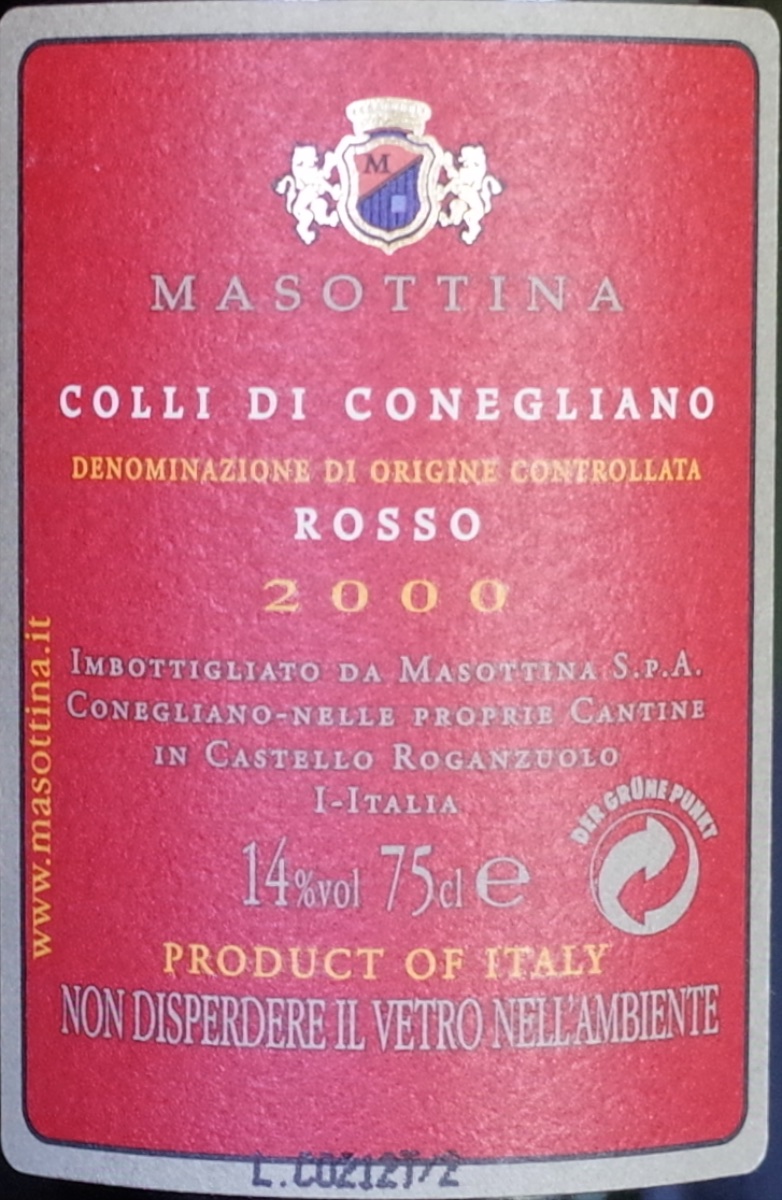 M
MASOTTINA
COLLI DI CONEGLIANO
DENOMINAZIONE DI ORIGINE CONTROLLATA
ROSSO
2000
IMBOTTIGLIATO DA MASOTTINA S.P.A.
CONEGLIANO-NELLE PROPRIE CANTINE
IN CASTELLO ROGANZUOLO
I-ITALIA
DER GRÜNE PUNKT
14%vol 75cl e
PRODUCT OF ITALY
NON DISPERDERE IL VETRO NELL'AMBIENTE
www.masottina.it